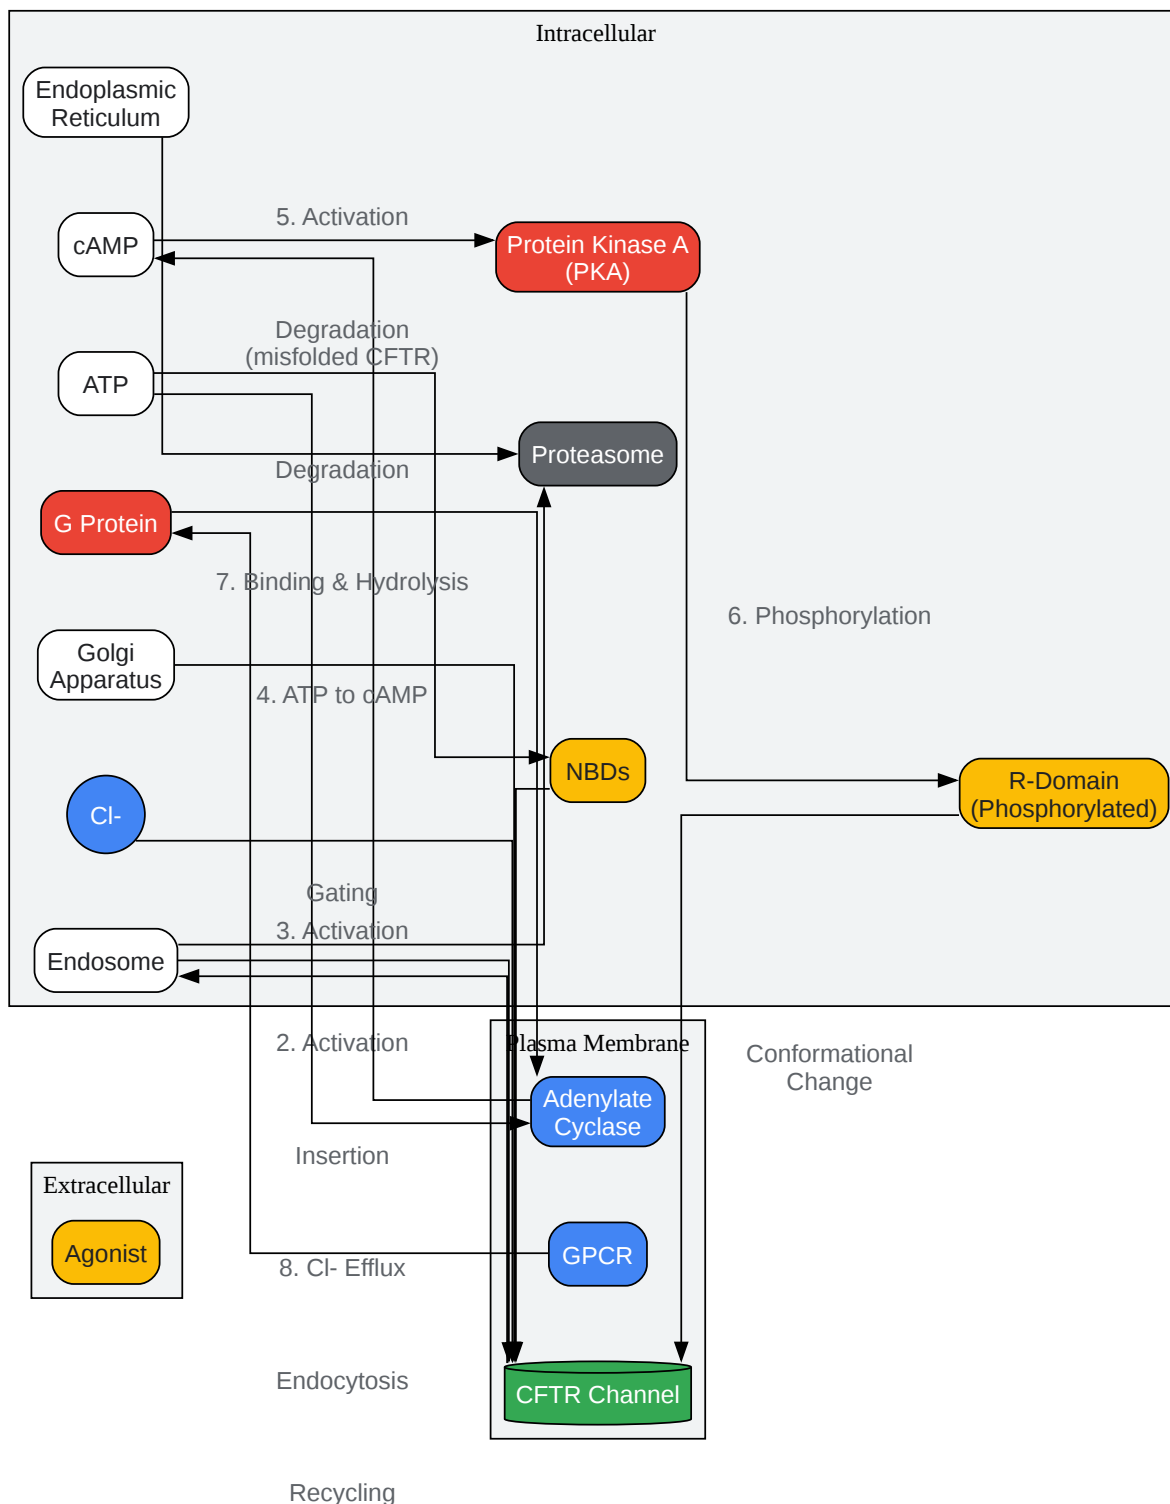 Intracellular
Endoplasmic
Reticulum
cAMP
5. Activation
Protein Kinase A
(PKA)
Degradation
(misfolded CFTR)
ATP
Proteasome
Degradation
G Protein
7. Binding & Hydrolysis
6. Phosphorylation
Golgi
Apparatus
4. ATP to cAMP
NBDs
R-Domain
(Phosphorylated)
Cl-
Gating
3. Activation
Endosome
2. Activation
Plasma Membrane
Conformational
Change
Adenylate
Cyclase
Insertion
Extracellular
Agonist
GPCR
8. Cl- Efflux
Endocytosis
CFTR Channel
Recycling